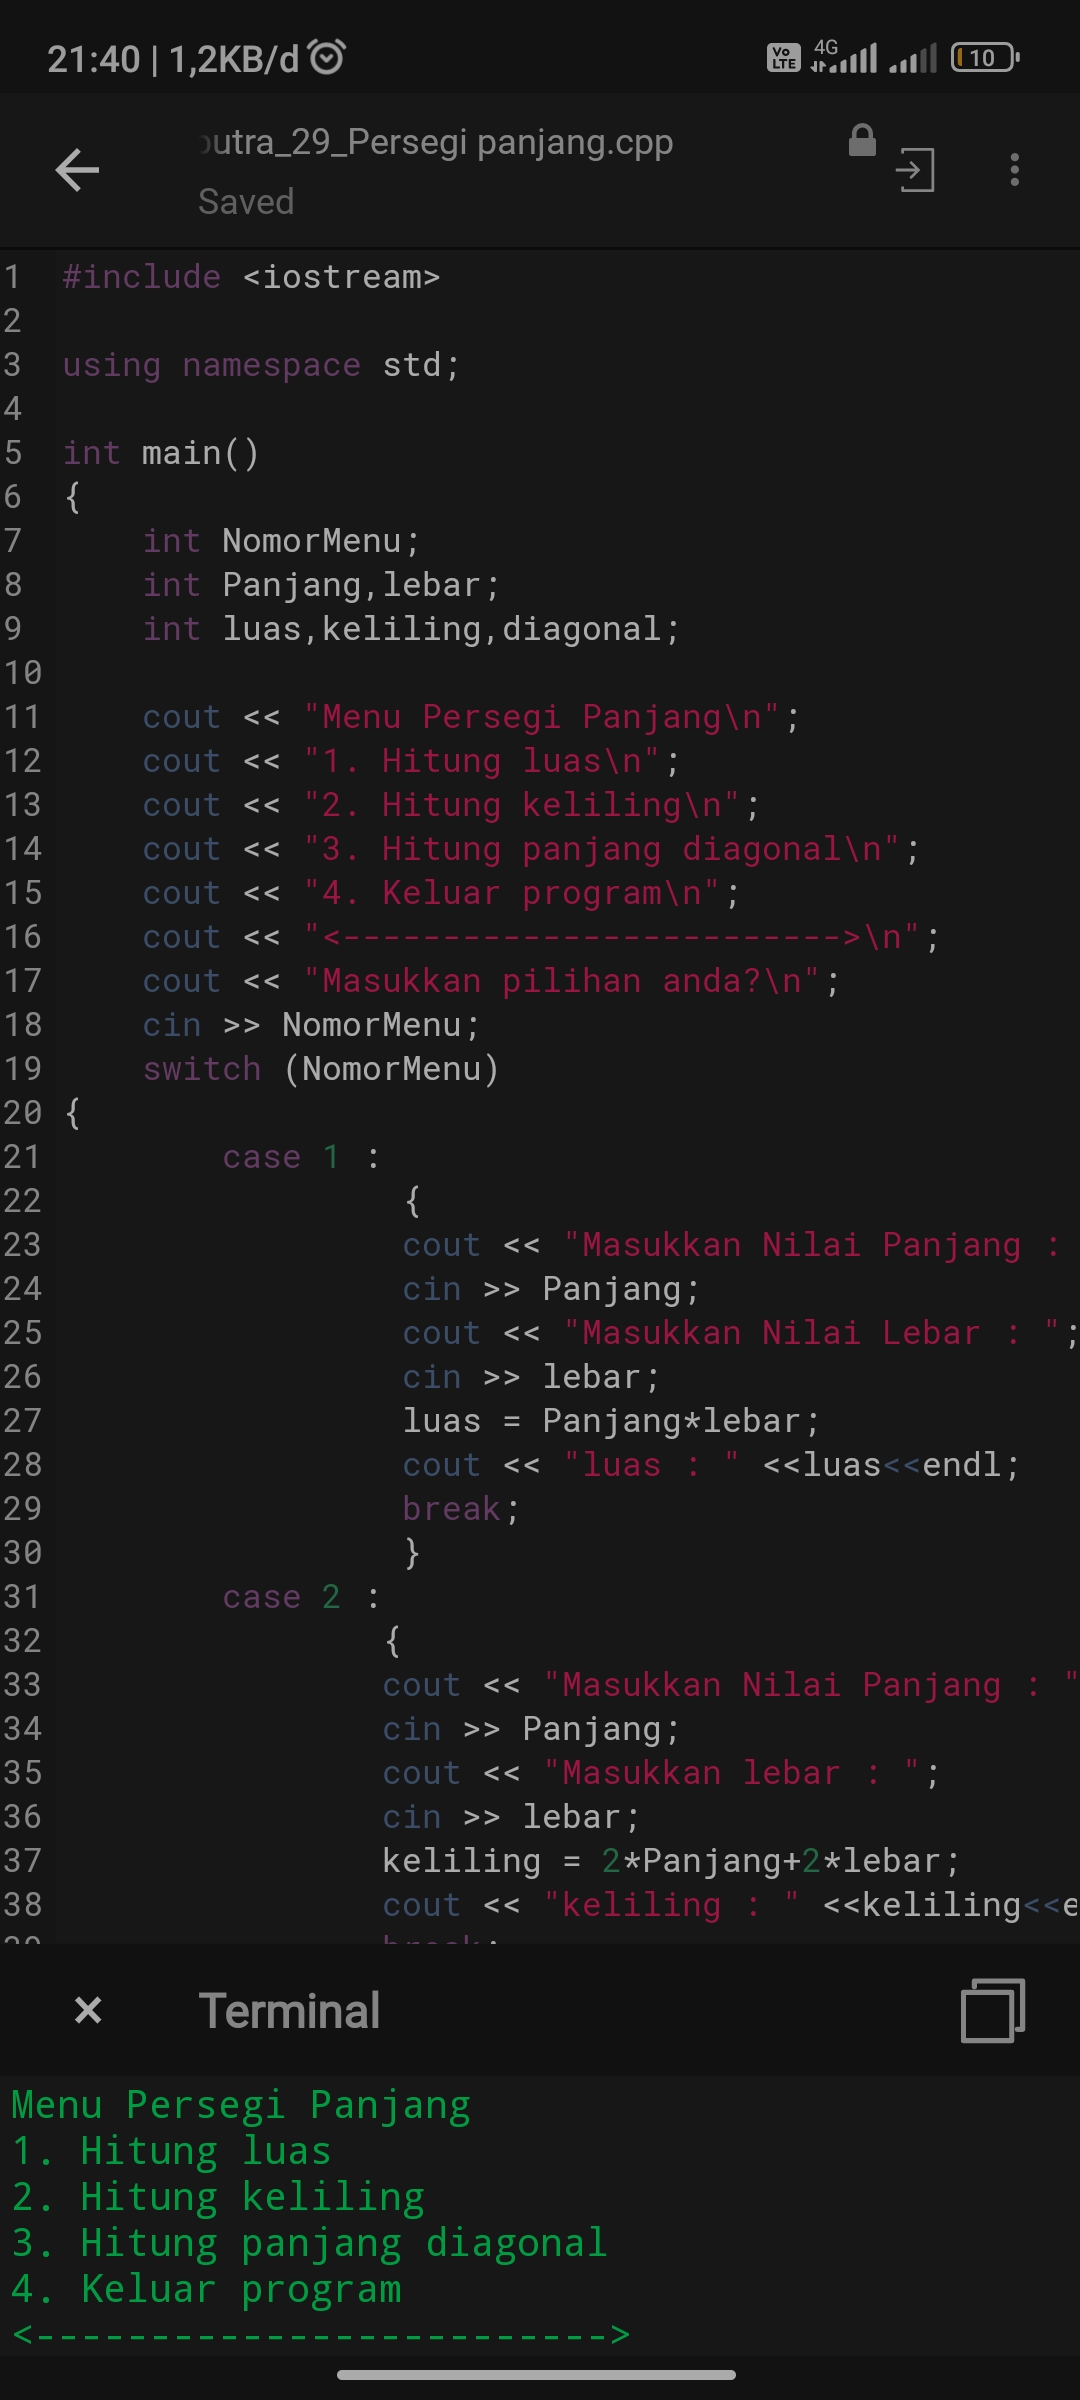 21:40 | 1,2KB/d
Vo LTE 4G 10
utra_29_Persegi panjang.cpp
Saved
1 #include <iostream>
2
3 using namespace std;
4
5 int main()
6 {
7     int NomorMenu;
8     int Panjang,lebar;
9     int luas,keliling,diagonal;
10
11     cout << "Menu Persegi Panjang\n";
12     cout << "1. Hitung luas\n";
13     cout << "2. Hitung keliling\n";
14     cout << "3. Hitung panjang diagonal\n";
15     cout << "4. Keluar program\n";
16     cout << "<------------------------->\n";
17     cout << "Masukkan pilihan anda?\n";
18     cin >> NomorMenu;
19     switch (NomorMenu)
20 {
21         case 1 :
22                  {
23                  cout << "Masukkan Nilai Panjang :
24                  cin >> Panjang;
25                  cout << "Masukkan Nilai Lebar : ";
26                  cin >> lebar;
27                  luas = Panjang*lebar;
28                  cout << "luas : " <<luas<<endl;
29                  break;
30                  }
31         case 2 :
32                 {
33                 cout << "Masukkan Nilai Panjang : "
34                 cin >> Panjang;
35                 cout << "Masukkan lebar : ";
36                 cin >> lebar;
37                 keliling = 2*Panjang+2*lebar;
38                 cout << "keliling : " <<keliling<<e
39                 break;
× Terminal
Menu Persegi Panjang
1. Hitung luas
2. Hitung keliling
3. Hitung panjang diagonal
4. Keluar program
<------------------------->